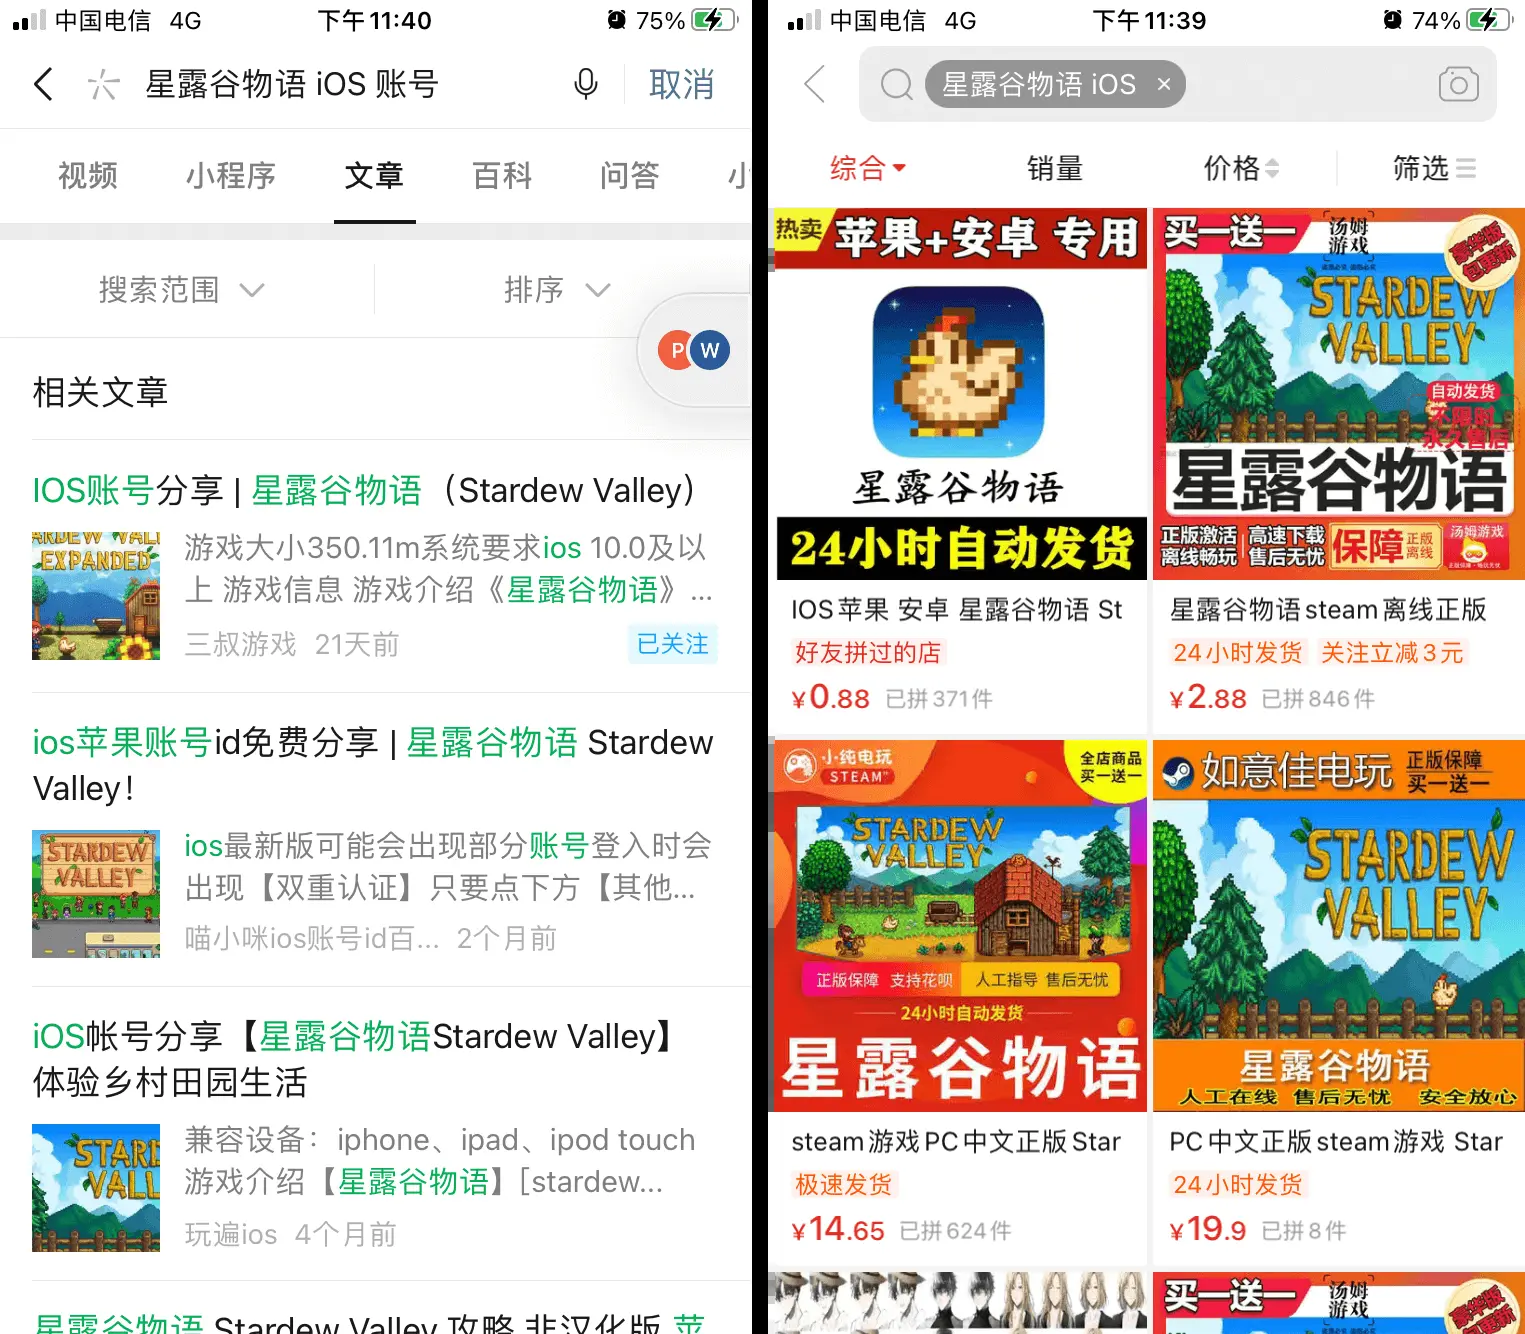 中国电信 4G
下午11:40
75%
星露谷物语 iOS 账号
取消
视频
小程序
文章
百科
问答
搜索范围
排序
P W
相关文章
IOS账号分享 | 星露谷物语（Stardew Valley）
EXPANDED
游戏大小350.11m系统要求ios 10.0及以
上 游戏信息 游戏介绍《星露谷物语》...
三叔游戏 21天前
已关注
ios苹果账号id免费分享 | 星露谷物语 Stardew
Valley！
STARDEW
VALLEY
ios最新版可能会出现部分账号登入时会
出现【双重认证】只要点下方【其他...
喵小咪ios账号id百... 2个月前
iOS帐号分享【星露谷物语Stardew Valley】
体验乡村田园生活
兼容设备：iphone、ipad、ipod touch
游戏介绍【星露谷物语】[stardew...
玩遍ios 4个月前
星露谷物语 Stardew Valley 攻略 非汉化版 苹
中国电信 4G
下午11:39
74%
星露谷物语 iOS ×
综合
销量
价格
筛选
热卖
苹果+安卓 专用
星露谷物语
24小时自动发货
IOS苹果 安卓 星露谷物语 St
好友拼过的店
¥0.88 已拼371件
买一送一
汤姆
游戏
豪华版
包更新
STARDEW
VALLEY
自动发货
不限时
永久售后
星露谷物语
正版激活
离线畅玩
高速下载
售后无忧
保障
正版
离线
汤姆游戏
星露谷物语steam离线正版
24小时发货 关注立减3元
¥2.88 已拼846件
小纯电玩
STEAM
全店商品
买一送一
STARDEW
VALLEY
正版保障 支持花呗 人工指导 售后无忧
24小时自动发货
星露谷物语
steam游戏PC中文正版Star
极速发货
¥14.65 已拼624件
如意佳电玩
正版保障
买一送一
STARDEW
VALLEY
星露谷物语
人工在线 售后无忧 安全放心
PC中文正版steam游戏 Star
24小时发货
¥19.9 已拼8件
买一送一
汤姆
游戏
豪华版